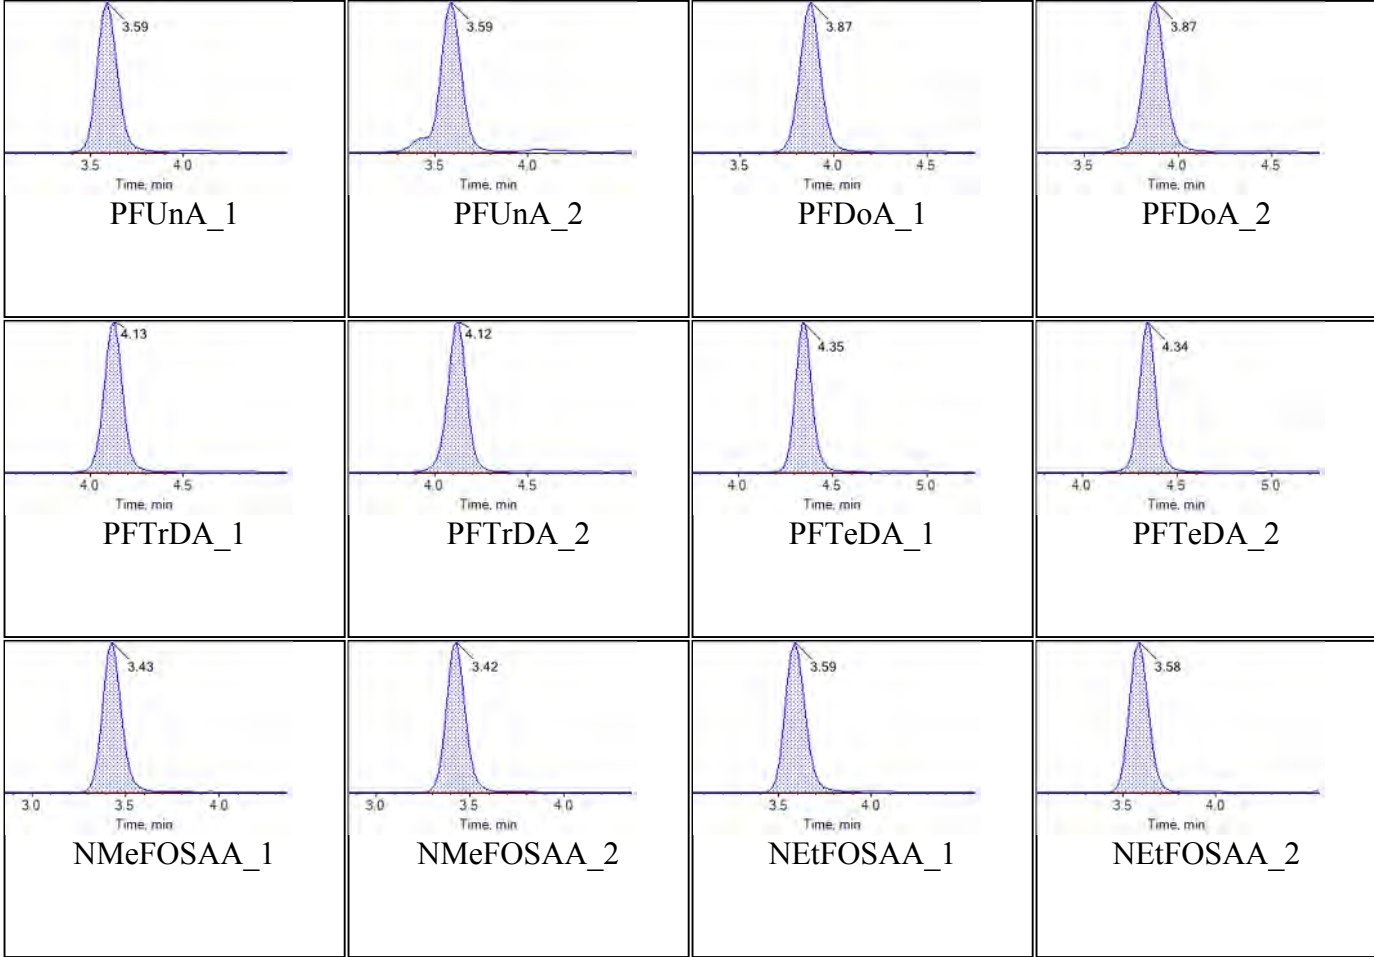 3.59
3.5 4.0
Time, min
PFUnA_1
3.59
3.5 4.0
Time, min
PFUnA_2
3.87
3.5 4.0 4.5
Time, min
PFDoA_1
3.87
3.5 4.0 4.5
Time, min
PFDoA_2
4.13
4.0 4.5
Time, min
PFTrDA_1
4.12
4.0 4.5
Time, min
PFTrDA_2
4.35
4.0 4.5 5.0
Time, min
PFTeDA_1
4.34
4.0 4.5 5.0
Time, min
PFTeDA_2
3.43
3.0 3.5 4.0
Time, min
NMeFOSAA_1
3.42
3.0 3.5 4.0
Time, min
NMeFOSAA_2
3.59
3.5 4.0
Time, min
NEtFOSAA_1
3.58
3.5 4.0
Time, min
NEtFOSAA_2